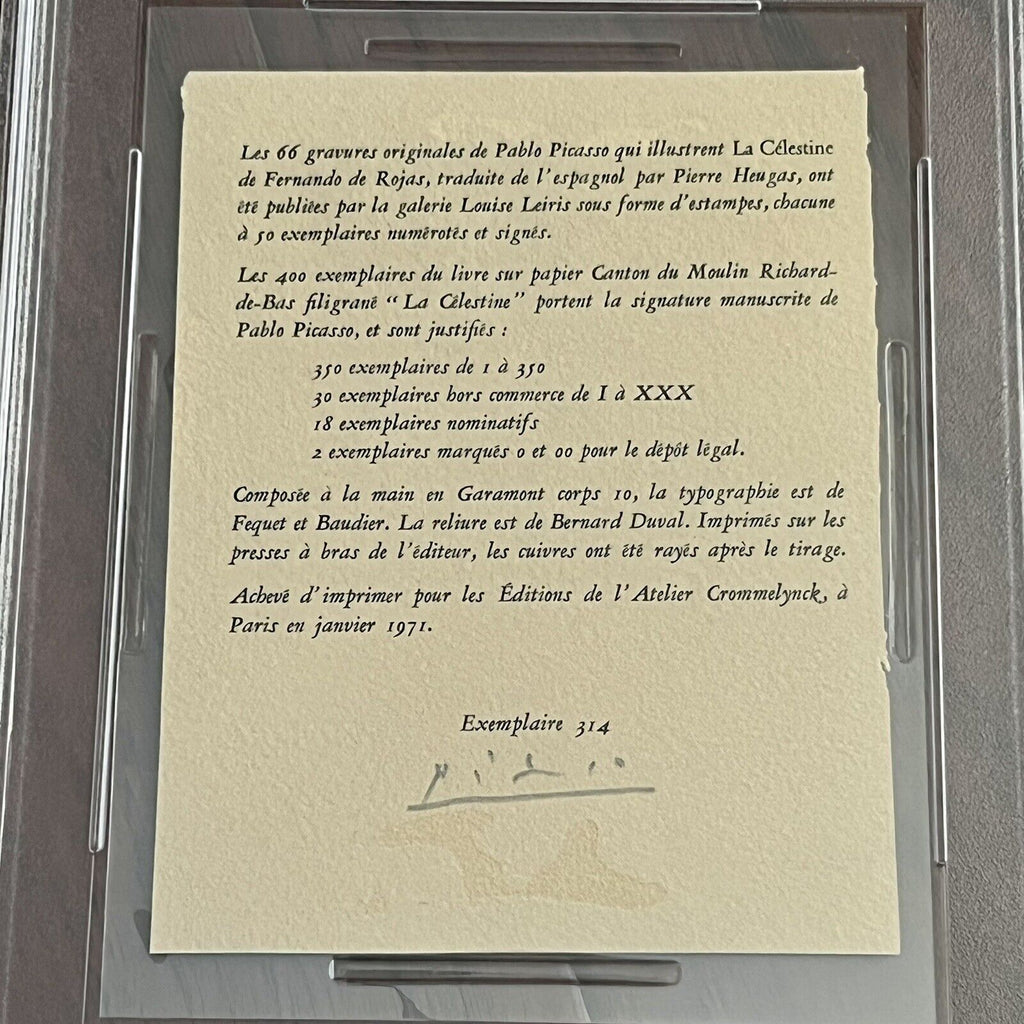 Les 66 gravures originales de Pablo Picasso qui illustrent La Célestine
de Fernando de Rojas, traduite de l'espagnol par Pierre Heugas, ont
été publiées par la galerie Louise Leiris sous forme d'estampes, chacune
à 50 exemplaires numérotés et signés.
Les 400 exemplaires du livre sur papier Canton du Moulin Richard-
de-Bas filigrané “La Célestine” portent la signature manuscrite de
Pablo Picasso, et sont justifiés :
350 exemplaires de 1 à 350
30 exemplaires hors commerce de I à XXX
18 exemplaires nominatifs
2 exemplaires marqués 0 et 00 pour le dépôt légal.
Composée à la main en Garamont corps 10, la typographie est de
Fequet et Baudier. La reliure est de Bernard Duval. Imprimés sur les
presses à bras de l'éditeur, les cuivres ont été rayés après le tirage.
Achevé d'imprimer pour les Éditions de l'Atelier Crommelynck, à
Paris en janvier 1971.
Exemplaire 314